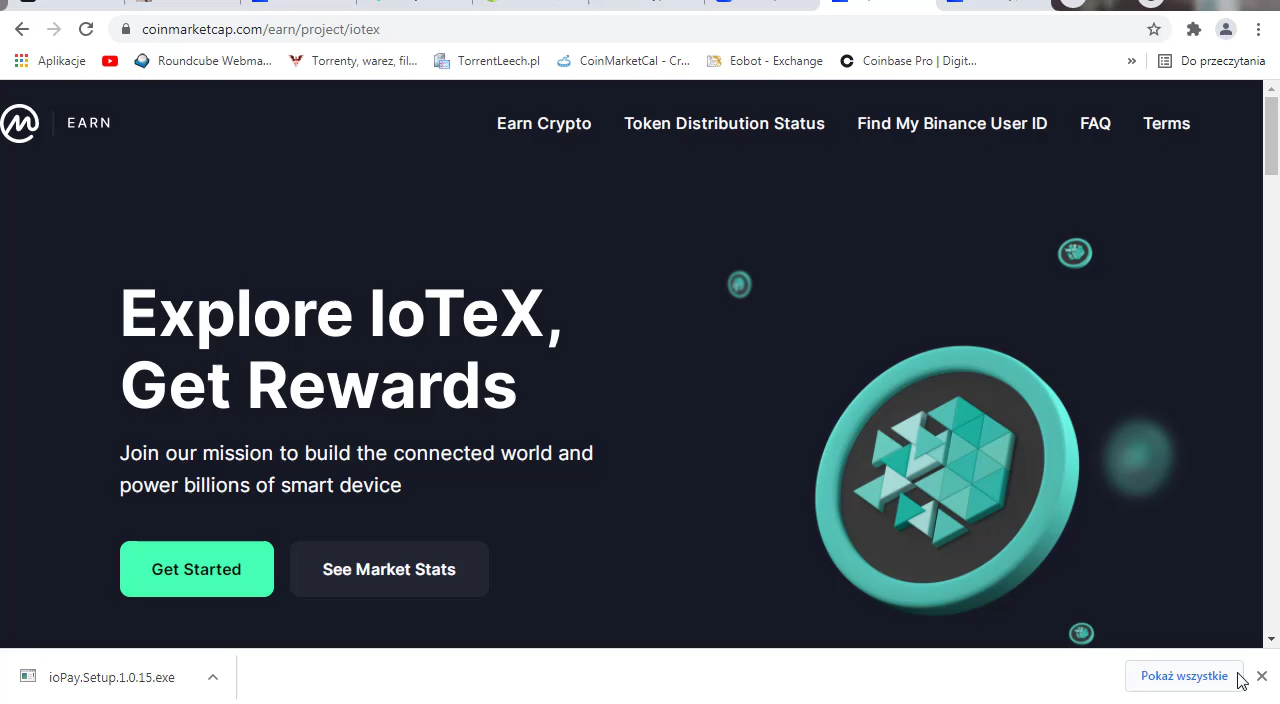 coinmarketcap.com/earn/project/iotex
Aplikacje Roundcube Webma... Torrenty, warez, fil... TorrentLeech.pl CoinMarketCal - Cr... Eobot - Exchange Coinbase Pro | Digit... » Do przeczytania
EARN Earn Crypto Token Distribution Status Find My Binance User ID FAQ Terms
Explore IoTeX,
Get Rewards
Join our mission to build the connected world and
power billions of smart device
Get Started See Market Stats
ioPay.Setup.1.0.15.exe Pokaż wszystkie